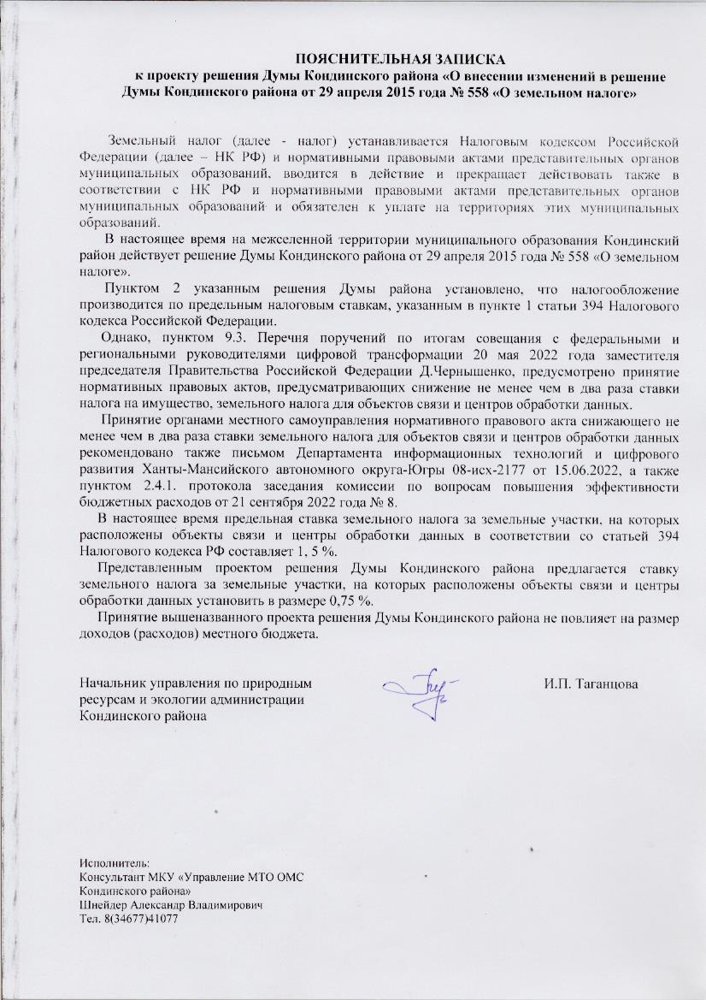 ПОЯСНИТЕЛЬНАЯ ЗАПИСКА
к проекту решения Думы Кондинского района «О внесении изменений в решение
Думы Кондинского района от 29 апреля 2015 года № 558 «О земельном налоге»
Земельный налог (далее - налог) устанавливается Налоговым кодексом Российской
Федерации (далее – НК РФ) и нормативными правовыми актами представительных органов
муниципальных образований, вводится в действие и прекращает действовать также в
соответствии с НК РФ и нормативными правовыми актами представительных органов
муниципальных образований и обязателен к уплате на территориях этих муниципальных
образований.
В настоящее время на межселенной территории муниципального образования Кондинский
район действует решение Думы Кондинского района от 29 апреля 2015 года № 558 «О земельном
налоге».
Пунктом 2 указанным решения Думы района установлено, что налогообложение
производится по предельным налоговым ставкам, указанным в пункте 1 статьи 394 Налогового
кодекса Российской Федерации.
Однако, пунктом 9.3. Перечня поручений по итогам совещания с федеральными и
региональными руководителями цифровой трансформации 20 мая 2022 года заместителя
председателя Правительства Российской Федерации Д.Чернышенко, предусмотрено принятие
нормативных правовых актов, предусматривающих снижение не менее чем в два раза ставки
налога на имущество, земельного налога для объектов связи и центров обработки данных.
Принятие органами местного самоуправления нормативного правового акта снижающего не
менее чем в два раза ставки земельного налога для объектов связи и центров обработки данных
рекомендовано также письмом Департамента информационных технологий и цифрового
развития Ханты-Мансийского автономного округа-Югры 08-исх-2177 от 15.06.2022, а также
пунктом 2.4.1. протокола заседания комиссии по вопросам повышения эффективности
бюджетных расходов от 21 сентября 2022 года № 8.
В настоящее время предельная ставка земельного налога за земельные участки, на которых
расположены объекты связи и центры обработки данных в соответствии со статьей 394
Налогового кодекса РФ составляет 1, 5 %.
Представленным проектом решения Думы Кондинского района предлагается ставку
земельного налога за земельные участки, на которых расположены объекты связи и центры
обработки данных установить в размере 0,75 %.
Принятие вышеназванного проекта решения Думы Кондинского района не повлияет на размер
доходов (расходов) местного бюджета.
Начальник управления по природным И.П. Таганцова
ресурсам и экологии администрации
Кондинского района
Исполнитель:
Консультант МКУ «Управление МТО ОМС
Кондинского района»
Шнейдер Александр Владимирович
Тел. 8(34677)41077